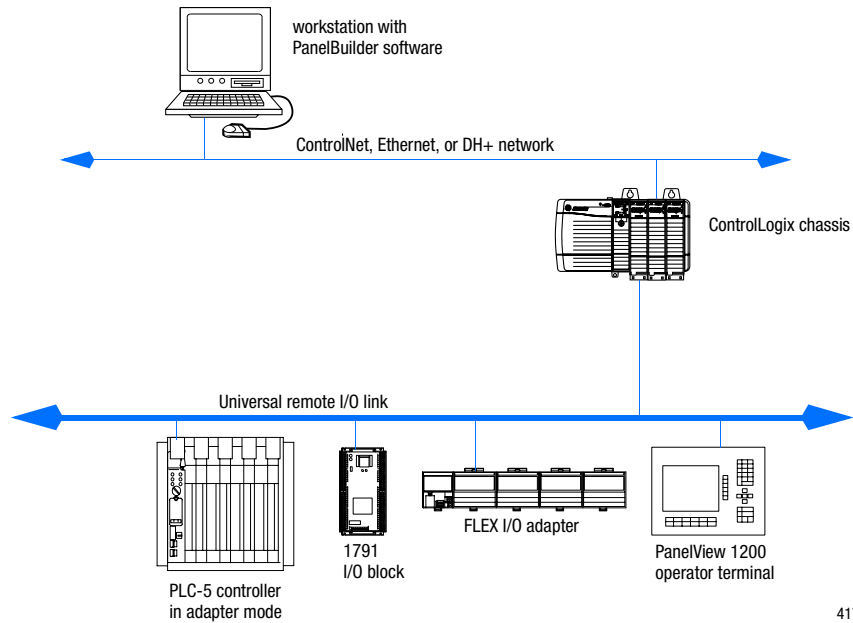 workstation with
PanelBuilder software
ControlNet, Ethernet, or DH+ network
ControlLogix chassis
Universal remote I/O link
FLEX I/O adapter
1791
I/O block
PanelView 1200
operator terminal
PLC-5 controller
in adapter mode
41